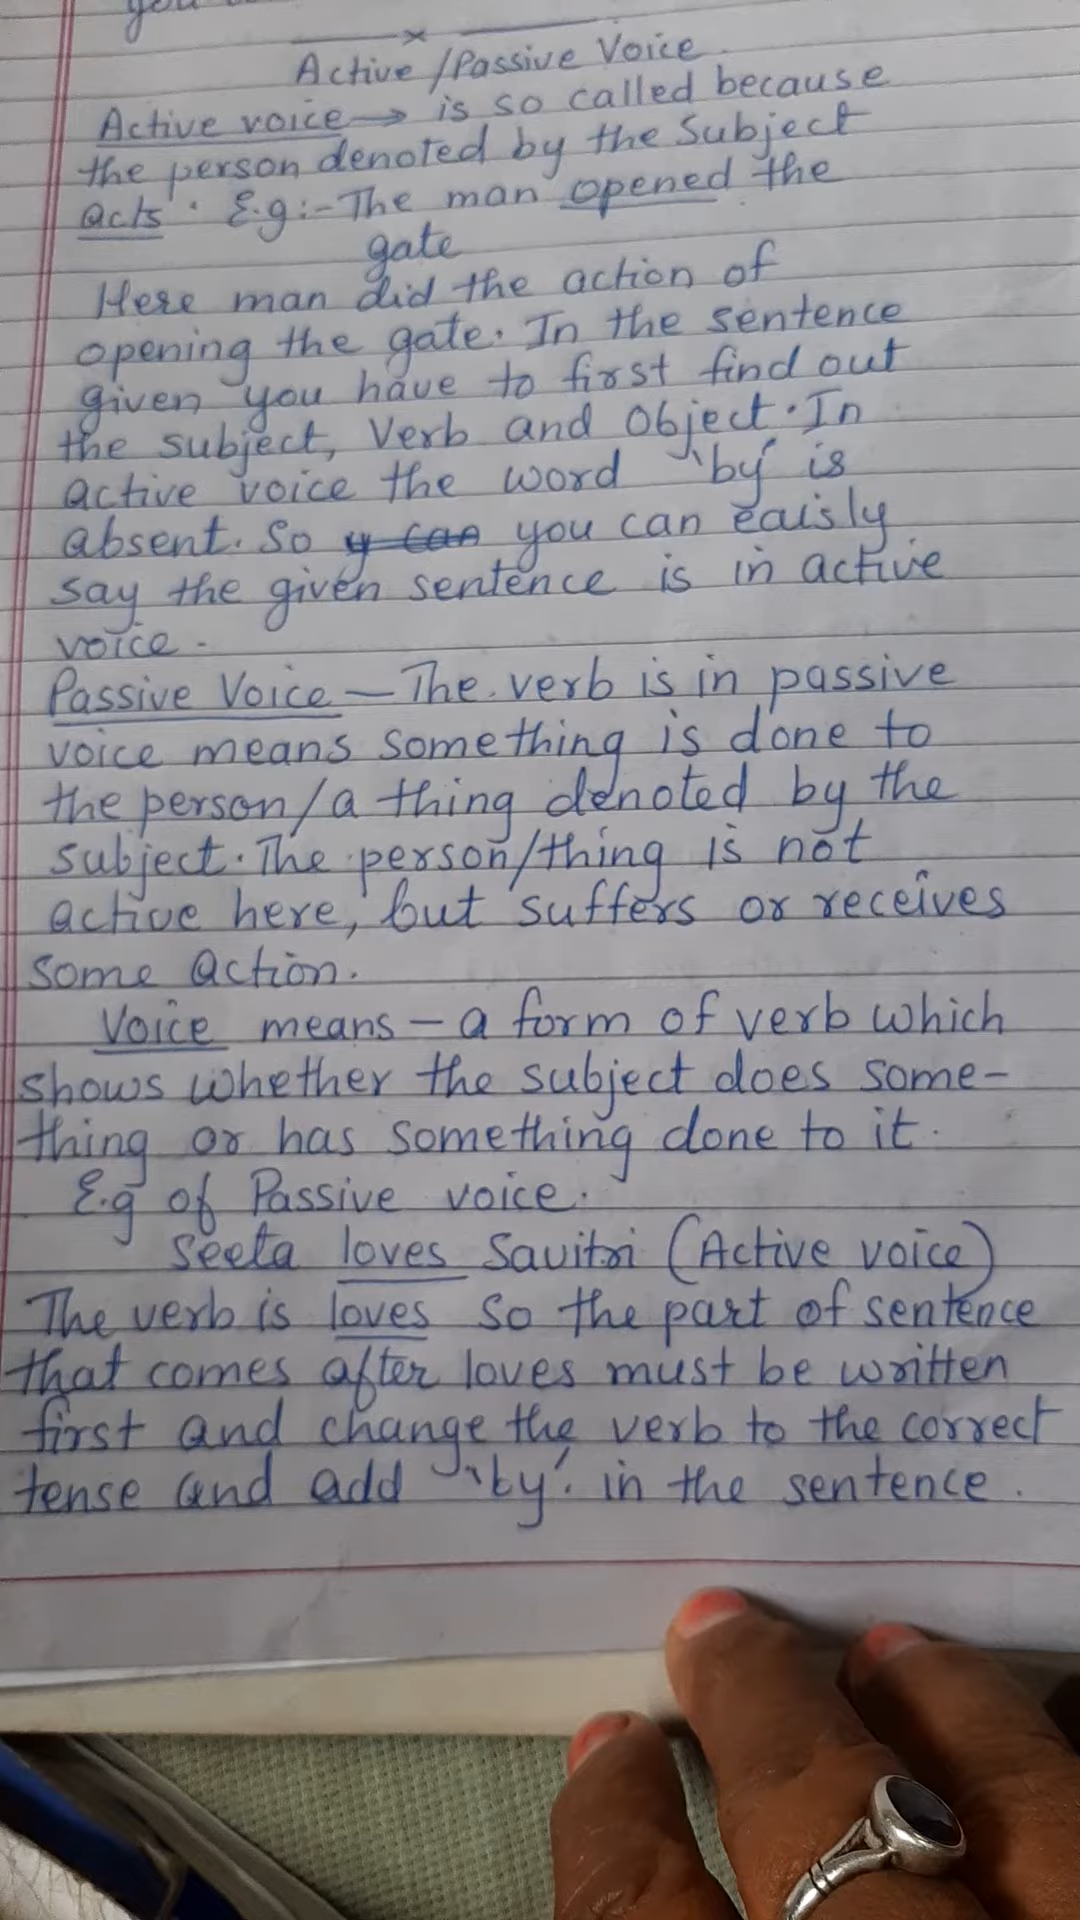 you
x
Active/Passive Voice
Active voice → is so called because
the person denoted by the Subject
acts'. E.g:- The man opened the
gate
Here man did the action of
opening the gate. In the sentence
given you have to first find out
the subject, Verb and Object. In
active voice the word 'by' is
absent. So y can you can eaisly
say the given sentence is in active
voice.
Passive Voice - The verb is in passive
voice means something is done to
the person/a thing denoted by the
subject. The person/thing is not
active here, but suffers or receives
some action.
Voice means - a form of verb which
shows whether the subject does some-
thing or has something done to it.
E.g of Passive voice.
Seeta loves Savitri (Active voice)
The verb is loves so the part of sentence
that comes after loves must be written
first and change the verb to the correct
tense and add 'by'. in the sentence.